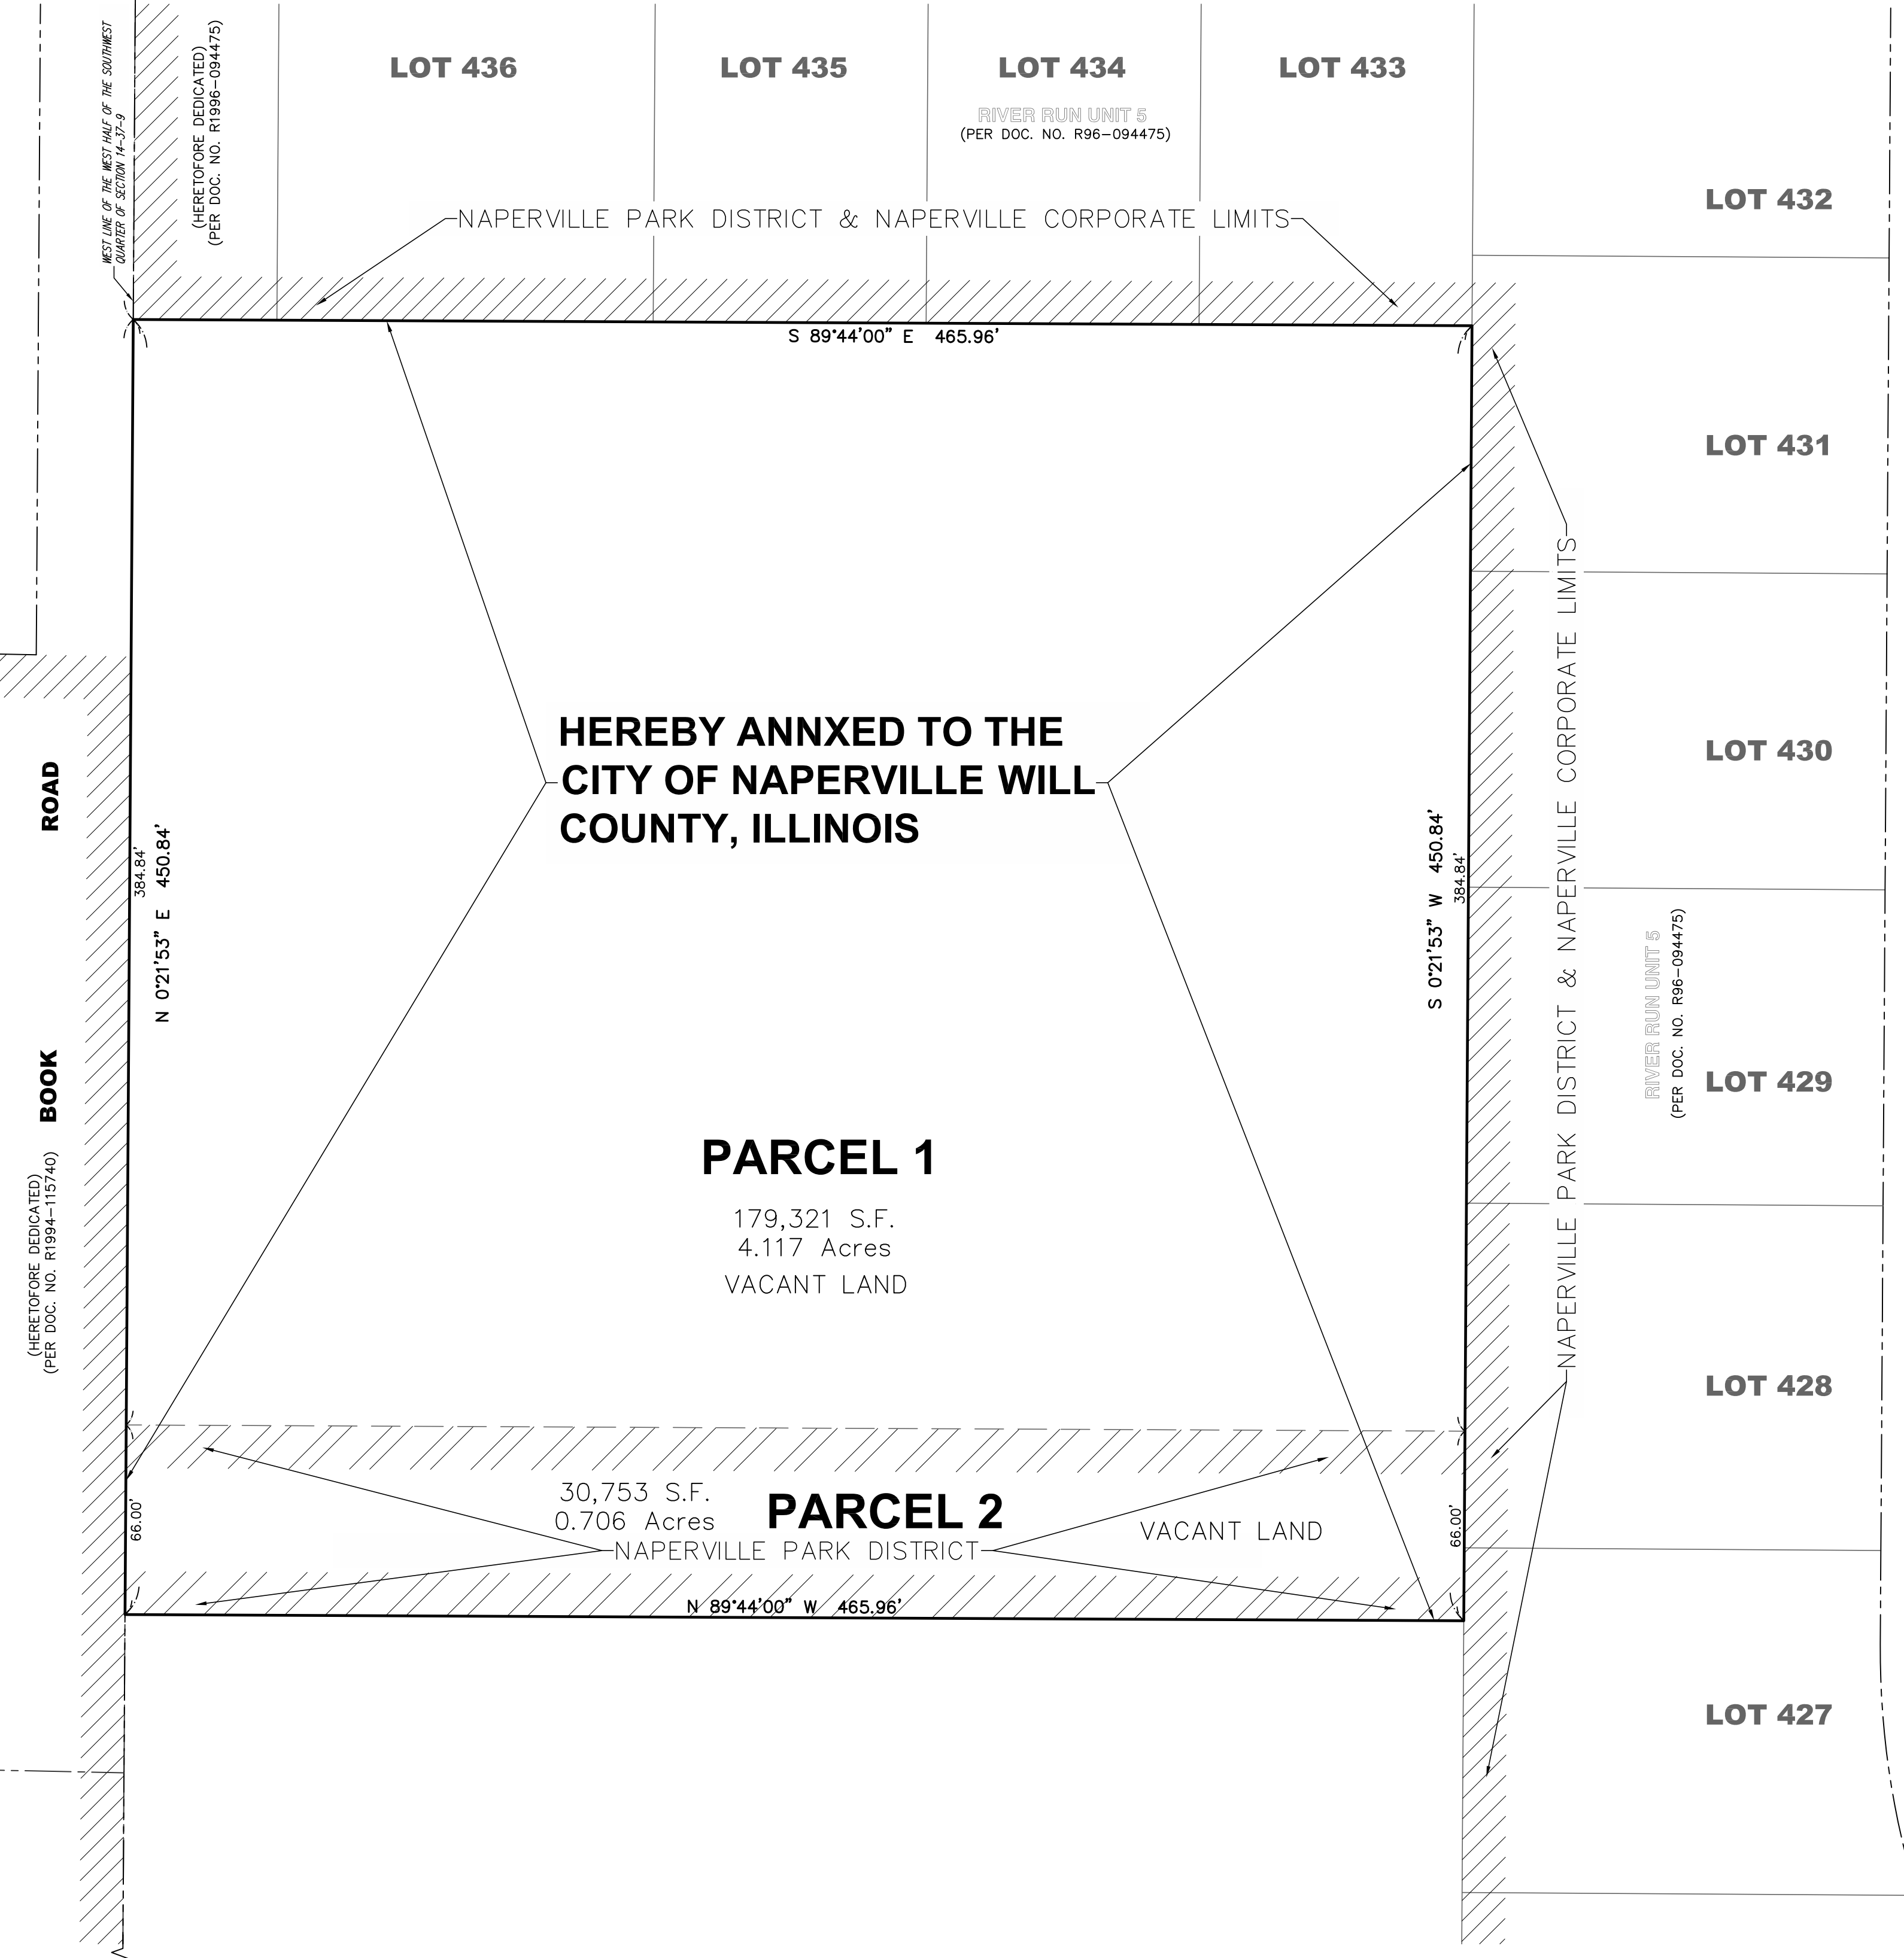 WEST LINE OF THE WEST HALF OF THE SOUTHWEST
QUARTER OF SECTION 14-37-9
(HERETOFORE DEDICATED)
(PER DOC. NO. R1996-094475)
LOT 436
LOT 435
LOT 434
LOT 433
RIVER RUN UNIT 5
(PER DOC. NO. R96-094475)
LOT 432
NAPERVILLE PARK DISTRICT & NAPERVILLE CORPORATE LIMITS
S 89°44'00" E 465.96'
LOT 431
HEREBY ANNXED TO THE
CITY OF NAPERVILLE WILL
COUNTY, ILLINOIS
LOT 430
ROAD
BOOK
(HERETOFORE DEDICATED)
(PER DOC. NO. R1994-115740)
384.84'
N 0°21'53" E 450.84'
S 0°21'53" W 450.84'
384.84'
NAPERVILLE PARK DISTRICT & NAPERVILLE CORPORATE LIMITS
RIVER RUN UNIT 5
(PER DOC. NO. R96-094475)
LOT 429
PARCEL 1
179,321 S.F.
4.117 Acres
VACANT LAND
LOT 428
66.00'
30,753 S.F.
0.706 Acres
PARCEL 2
NAPERVILLE PARK DISTRICT
VACANT LAND
66.00'
N 89°44'00" W 465.96'
LOT 427